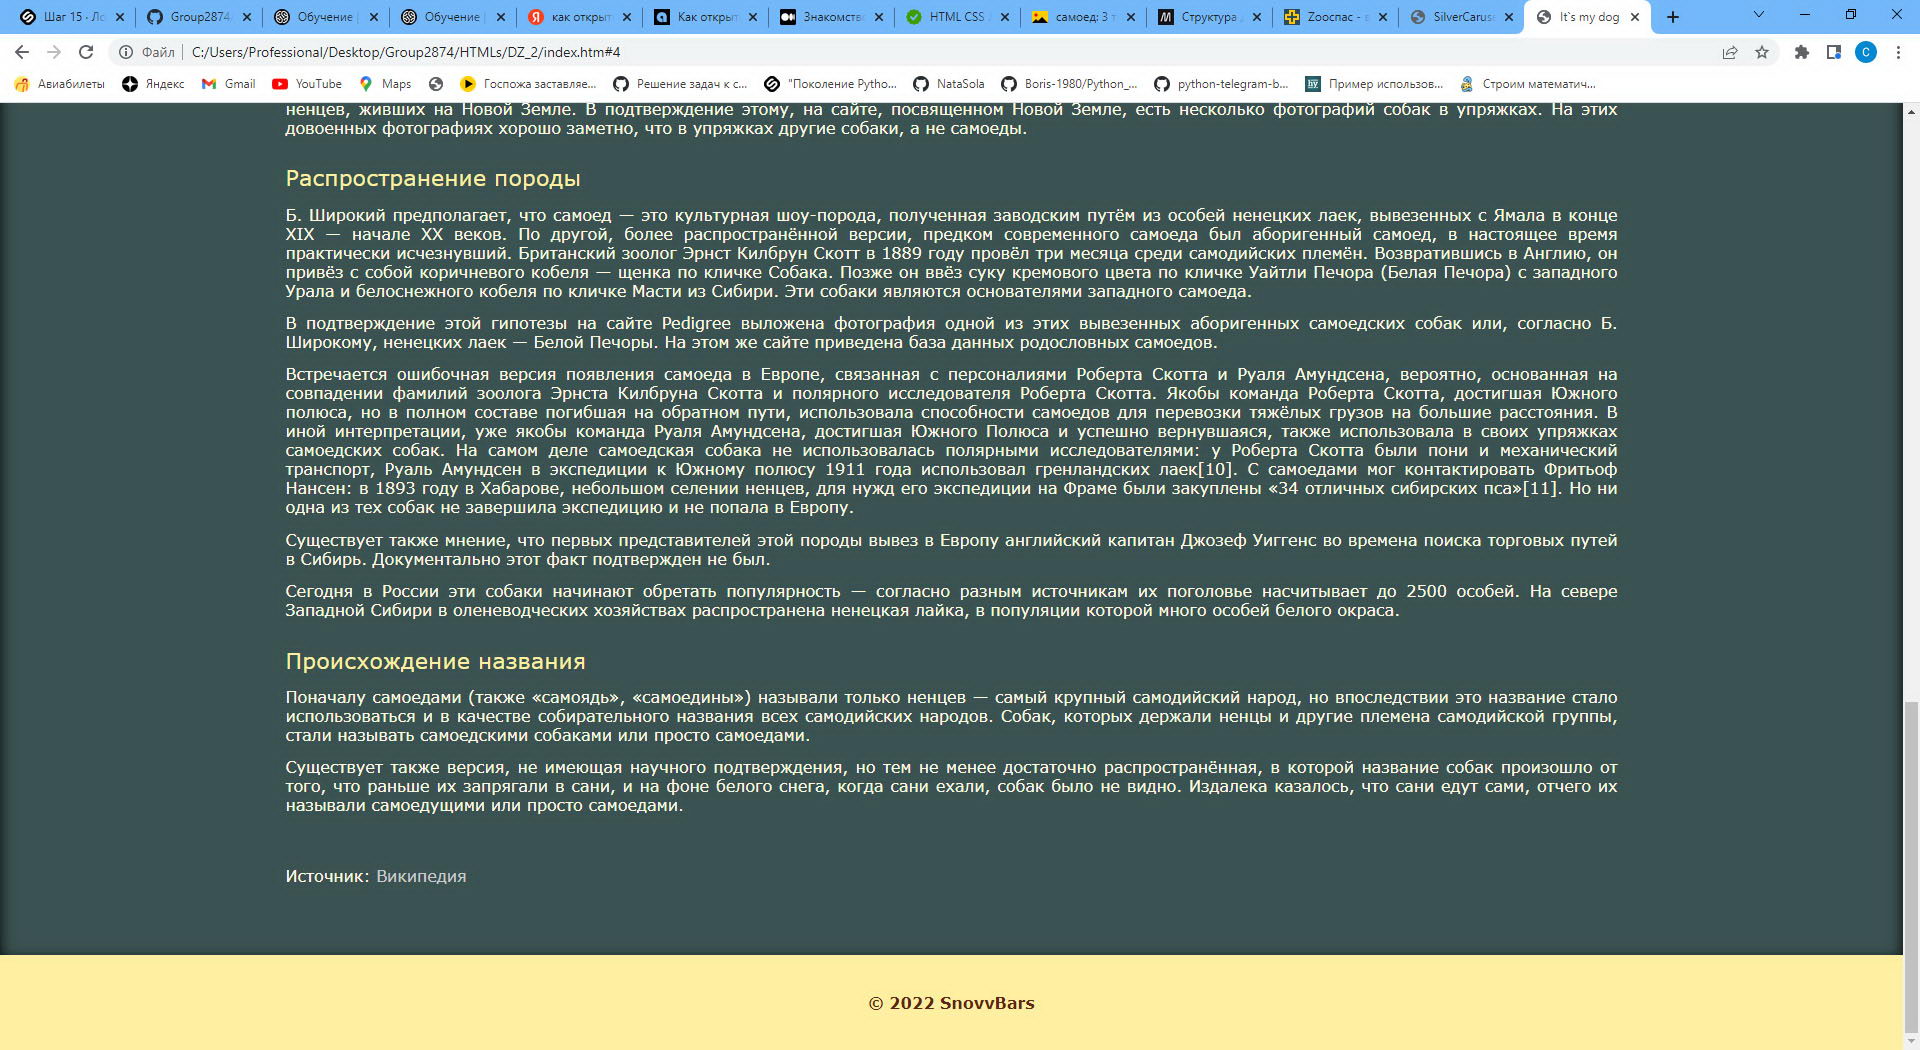 Шаг 15 · Ло
Group2874/
Обучение
Обучение
как открыт
Как открыт
Знакомств
HTML CSS
самоед: 3 т
Структура
Zooспас -
SilverCarus
It`s my dog
Файл | C:/Users/Professional/Desktop/Group2874/HTMLs/DZ_2/index.htm#4
Авиабилеты Яндекс Gmail YouTube Maps Госпожа заставляе... Решение задач к с... "Поколение Pytho... NataSola Boris-1980/Python_... python-telegram-b... Пример использов... Строим математич...
ненцев, живших на Новой Земле. В подтверждение этому, на сайте, посвященном Новой Земле, есть несколько фотографий собак в упряжках. На этих
довоенных фотографиях хорошо заметно, что в упряжках другие собаки, а не самоеды.
Распространение породы
Б. Широкий предполагает, что самоед — это культурная шоу-порода, полученная заводским путём из особей ненецких лаек, вывезенных с Ямала в конце
XIX — начале XX веков. По другой, более распространённой версии, предком современного самоеда был аборигенный самоед, в настоящее время
практически исчезнувший. Британский зоолог Эрнст Килбрун Скотт в 1889 году провёл три месяца среди самодийских племён. Возвратившись в Англию, он
привёз с собой коричневого кобеля — щенка по кличке Собака. Позже он ввёз суку кремового цвета по кличке Уайтли Печора (Белая Печора) с западного
Урала и белоснежного кобеля по кличке Масти из Сибири. Эти собаки являются основателями западного самоеда.
В подтверждение этой гипотезы на сайте Pedigree выложена фотография одной из этих вывезенных аборигенных самоедских собак или, согласно Б.
Широкому, ненецких лаек — Белой Печоры. На этом же сайте приведена база данных родословных самоедов.
Встречается ошибочная версия появления самоеда в Европе, связанная с персоналиями Роберта Скотта и Руаля Амундсена, вероятно, основанная на
совпадении фамилий зоолога Эрнста Килбруна Скотта и полярного исследователя Роберта Скотта. Якобы команда Роберта Скотта, достигшая Южного
полюса, но в полном составе погибшая на обратном пути, использовала способности самоедов для перевозки тяжёлых грузов на большие расстояния. В
иной интерпретации, уже якобы команда Руаля Амундсена, достигшая Южного Полюса и успешно вернувшаяся, также использовала в своих упряжках
самоедских собак. На самом деле самоедская собака не использовалась полярными исследователями: у Роберта Скотта были пони и механический
транспорт, Руаль Амундсен в экспедиции к Южному полюсу 1911 года использовал гренландских лаек[10]. С самоедами мог контактировать Фритьоф
Нансен: в 1893 году в Хабарове, небольшом селении ненцев, для нужд его экспедиции на Фраме были закуплены «34 отличных сибирских пса»[11]. Но ни
одна из тех собак не завершила экспедицию и не попала в Европу.
Существует также мнение, что первых представителей этой породы вывез в Европу английский капитан Джозеф Уиггенс во времена поиска торговых путей
в Сибирь. Документально этот факт подтвержден не был.
Сегодня в России эти собаки начинают обретать популярность — согласно разным источникам их поголовье насчитывает до 2500 особей. На севере
Западной Сибири в оленеводческих хозяйствах распространена ненецкая лайка, в популяции которой много особей белого окраса.
Происхождение названия
Поначалу самоедами (также «самоядь», «самоедины») называли только ненцев — самый крупный самодийский народ, но впоследствии это название стало
использоваться и в качестве собирательного названия всех самодийских народов. Собак, которых держали ненцы и другие племена самодийской группы,
стали называть самоедскими собаками или просто самоедами.
Существует также версия, не имеющая научного подтверждения, но тем не менее достаточно распространённая, в которой название собак произошло от
того, что раньше их запрягали в сани, и на фоне белого снега, когда сани ехали, собак было не видно. Издалека казалось, что сани едут сами, отчего их
называли самоедущими или просто самоедами.
Источник: Википедия
© 2022 SnovvBars